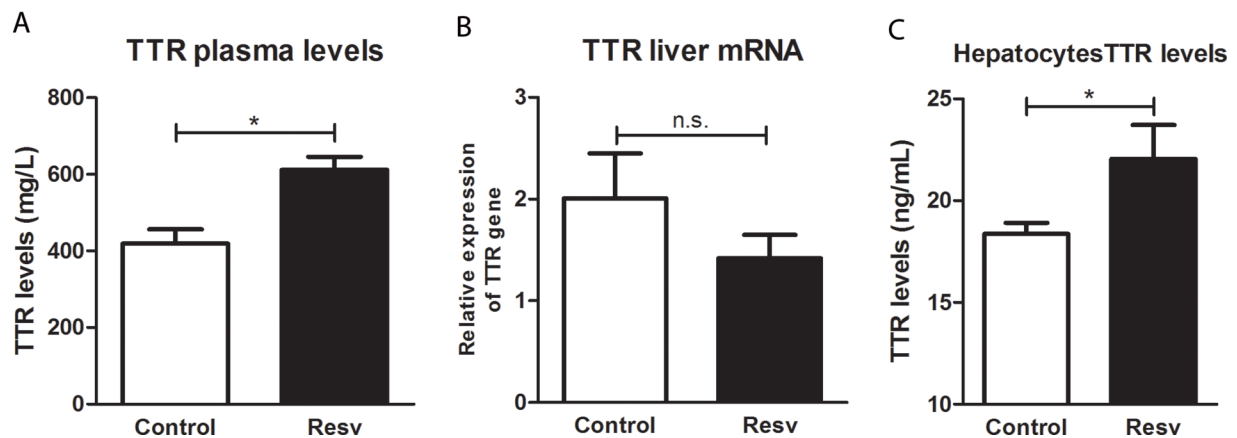 A
TTR plasma levels
TTR levels (mg/L)
800
600
400
200
0
*
Control
Resv
B
TTR liver mRNA
Relative expression
of TTR gene
3
2
1
0
n.s.
Control
Resv
C
HepatocytesTTR levels
TTR levels (ng/mL)
25
20
15
10
*
Control
Resv